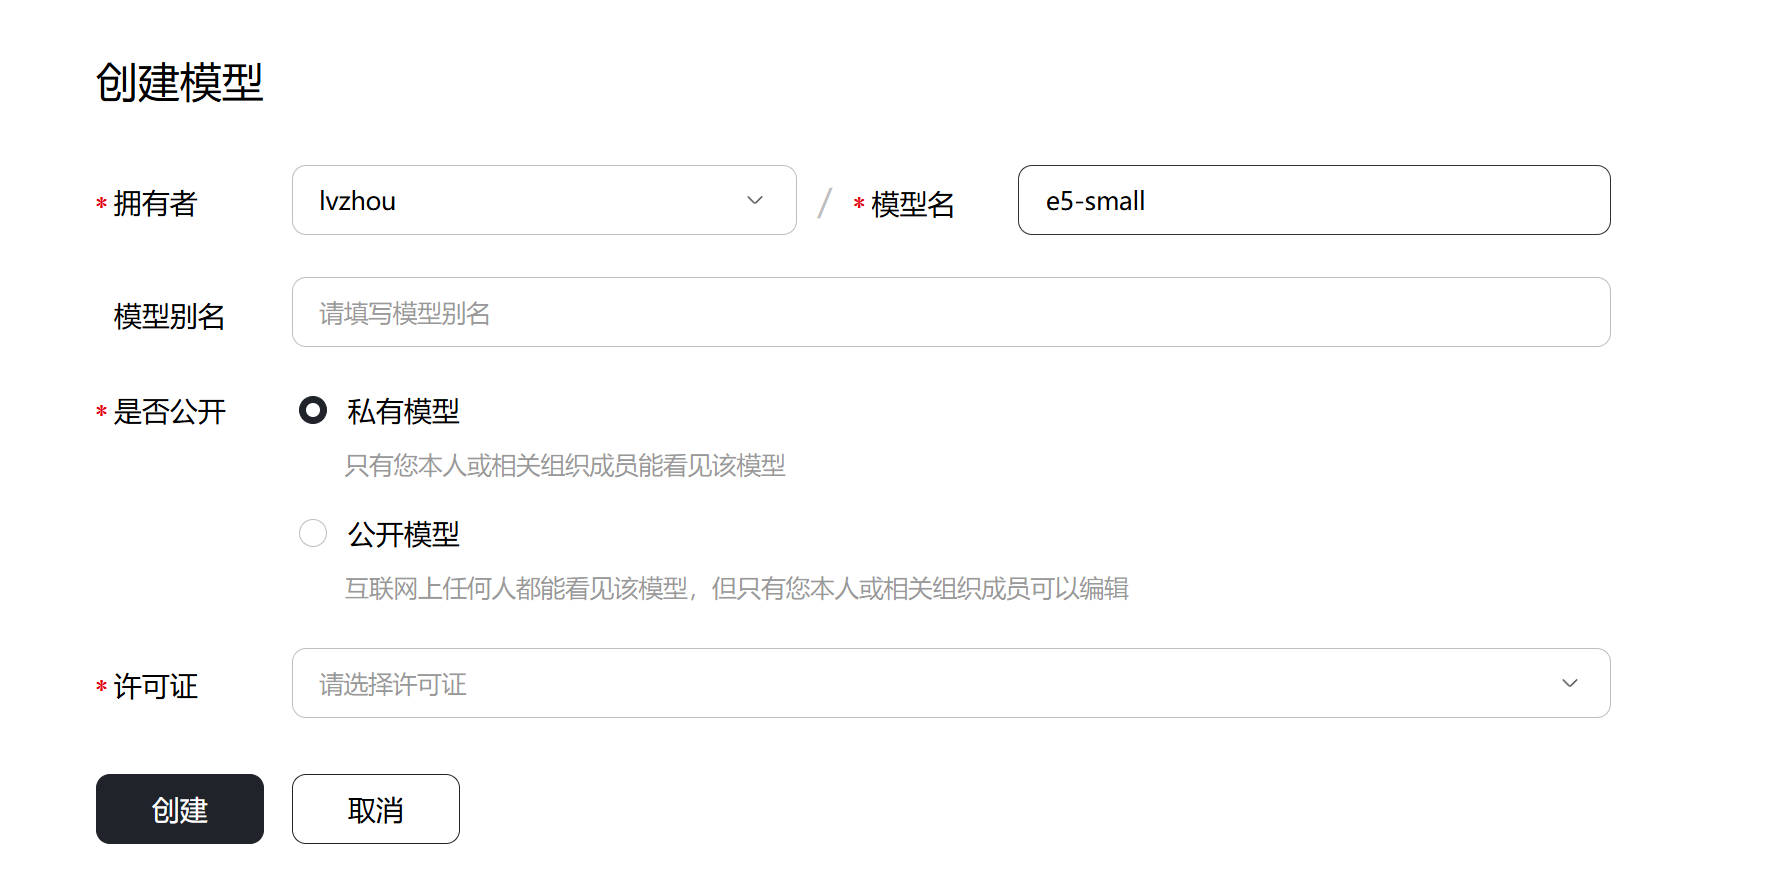 创建模型
* 拥有者 lvzhou / * 模型名 e5-small
模型别名 请填写模型别名
* 是否公开 私有模型
只有您本人或相关组织成员能看见该模型
公开模型
互联网上任何人都能看见该模型，但只有您本人或相关组织成员可以编辑
* 许可证 请选择许可证
创建 取消